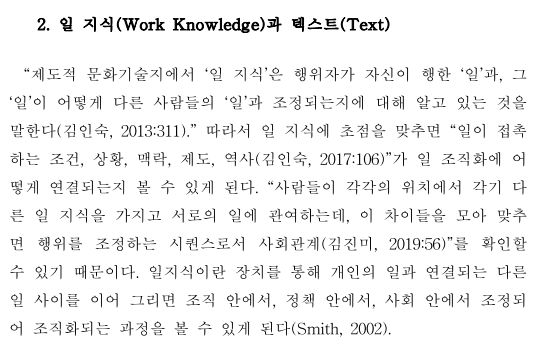 2. 일 지식(Work Knowledge)과 텍스트(Text)
“제도적 문화기술지에서 ‘일 지식’은 행위자가 자신이 행한 ‘일’과, 그
‘일’이 어떻게 다른 사람들의 ‘일’과 조정되는지에 대해 알고 있는 것을
말한다(김인숙, 2013:311).” 따라서 일 지식에 초점을 맞추면 “일이 접촉
하는 조건, 상황, 맥락, 제도, 역사(김인숙, 2017:106)”가 일 조직화에 어
떻게 연결되는지 볼 수 있게 된다. “사람들이 각각의 위치에서 각기 다
른 일 지식을 가지고 서로의 일에 관여하는데, 이 차이들을 모아 맞추
면 행위를 조정하는 시퀀스로서 사회관계(김진미, 2019:56)”를 확인할
수 있기 때문이다. 일지식이란 장치를 통해 개인의 일과 연결되는 다른
일 사이를 이어 그리면 조직 안에서, 정책 안에서, 사회 안에서 조정되
어 조직화되는 과정을 볼 수 있게 된다(Smith, 2002).